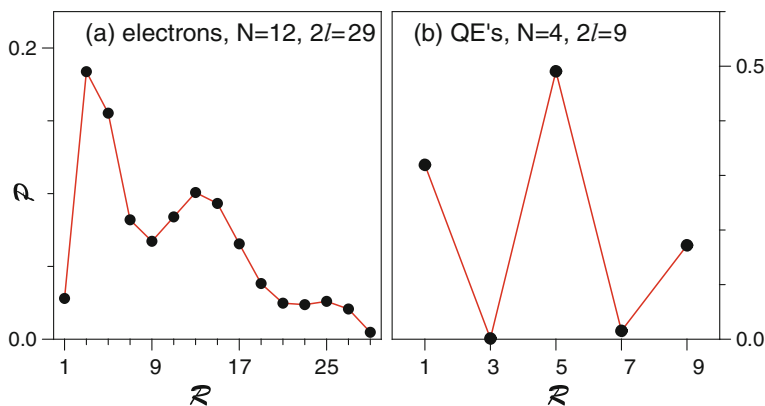 (a) electrons, N=12, 2l=29
0.2
𝒫
0.0
1 9 17 25
ℛ
(b) QE's, N=4, 2l=9
0.5
0.0
1 3 5 7 9
ℛ